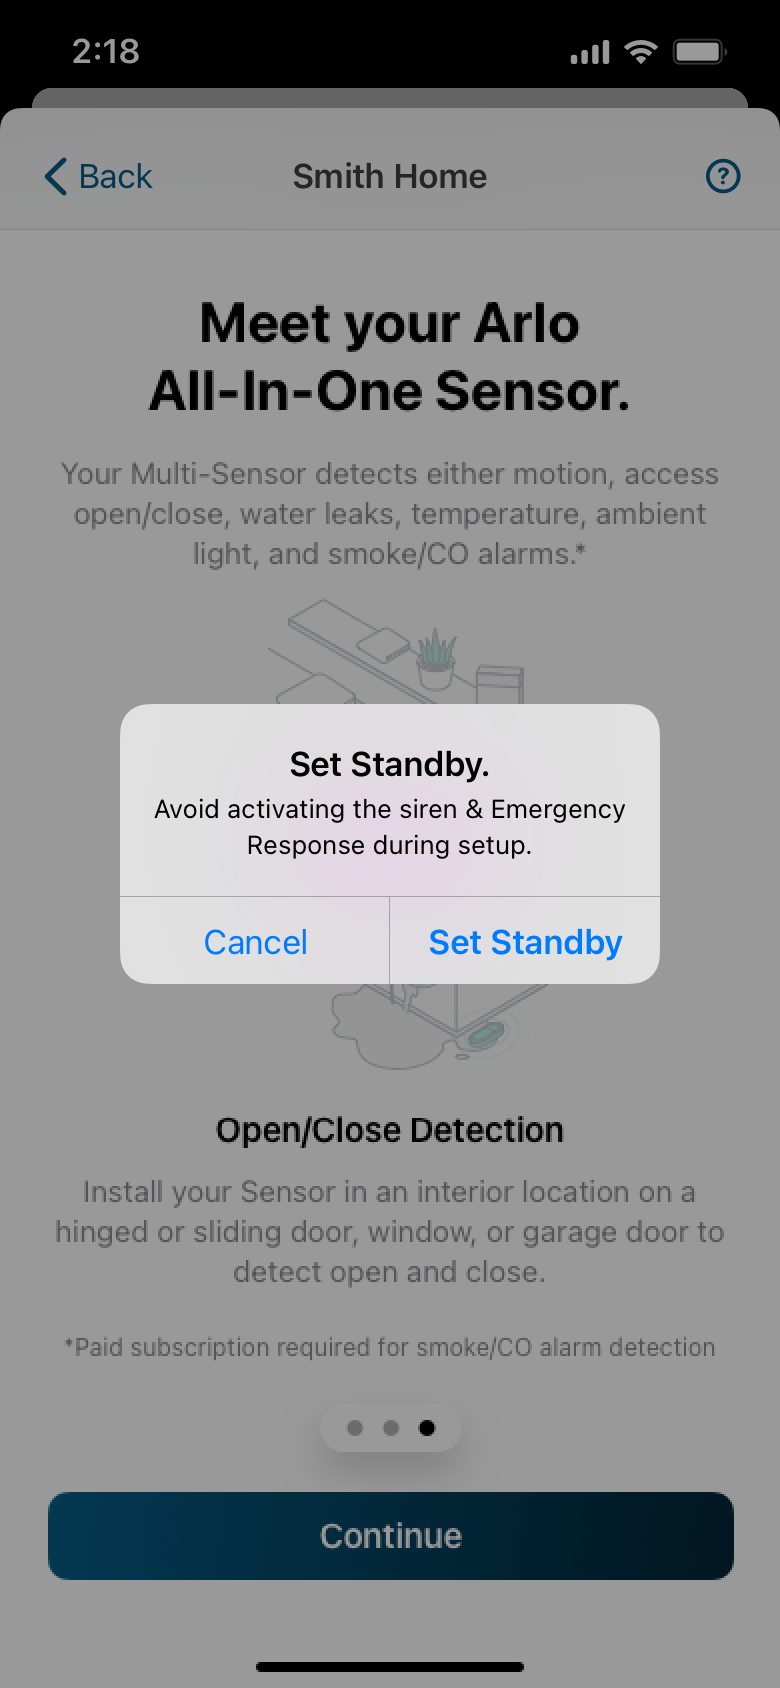 2:18
Back
Smith Home
Meet your Arlo
All-In-One Sensor.
Your Multi-Sensor detects either motion, access
open/close, water leaks, temperature, ambient
light, and smoke/CO alarms.*
Set Standby.
Avoid activating the siren & Emergency
Response during setup.
Cancel
Set Standby
Open/Close Detection
Install your Sensor in an interior location on a
hinged or sliding door, window, or garage door to
detect open and close.
*Paid subscription required for smoke/CO alarm detection
Continue